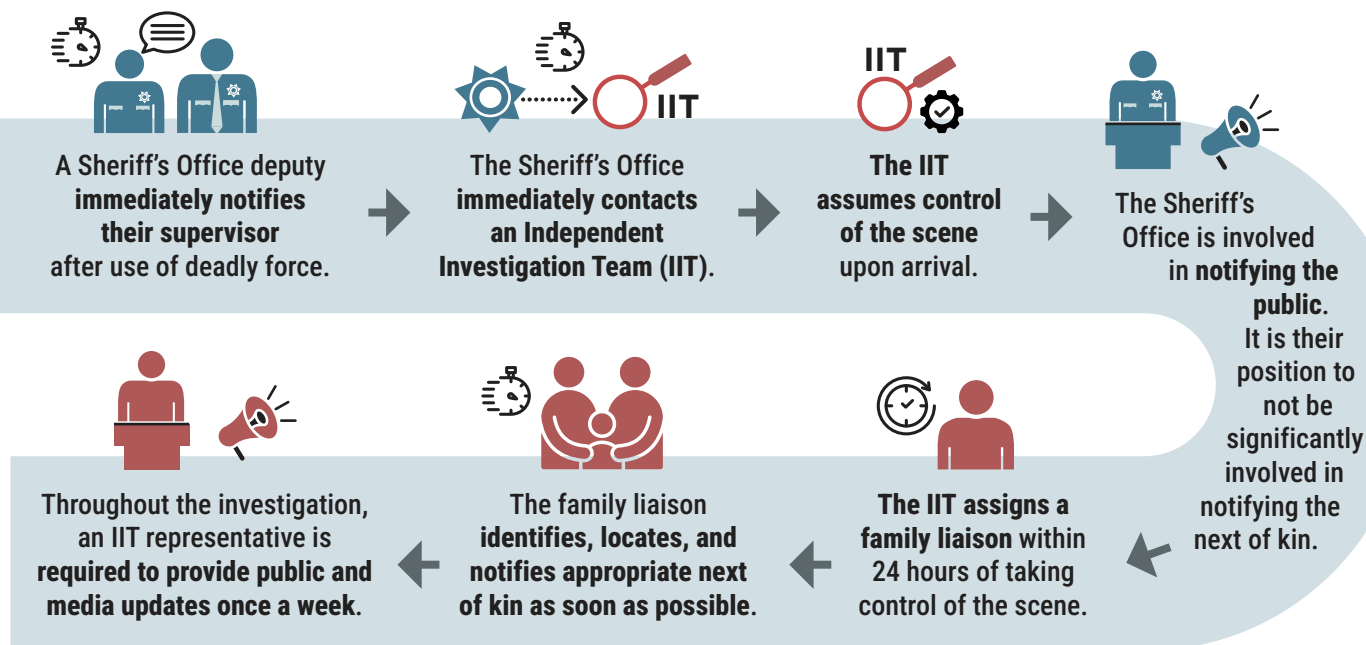 A Sheriff’s Office deputy
immediately notifies
their supervisor
after use of deadly force.
IIT
The Sheriff’s Office
immediately contacts
an Independent
Investigation Team (IIT).
IIT
The IIT
assumes control
of the scene
upon arrival.
The Sheriff’s
Office is involved
in notifying the
public.
It is their
position to
not be
significantly
involved in
notifying the
next of kin.
The IIT assigns a
family liaison within
24 hours of taking
control of the scene.
The family liaison
identifies, locates, and
notifies appropriate next
of kin as soon as possible.
Throughout the investigation,
an IIT representative is
required to provide public and
media updates once a week.